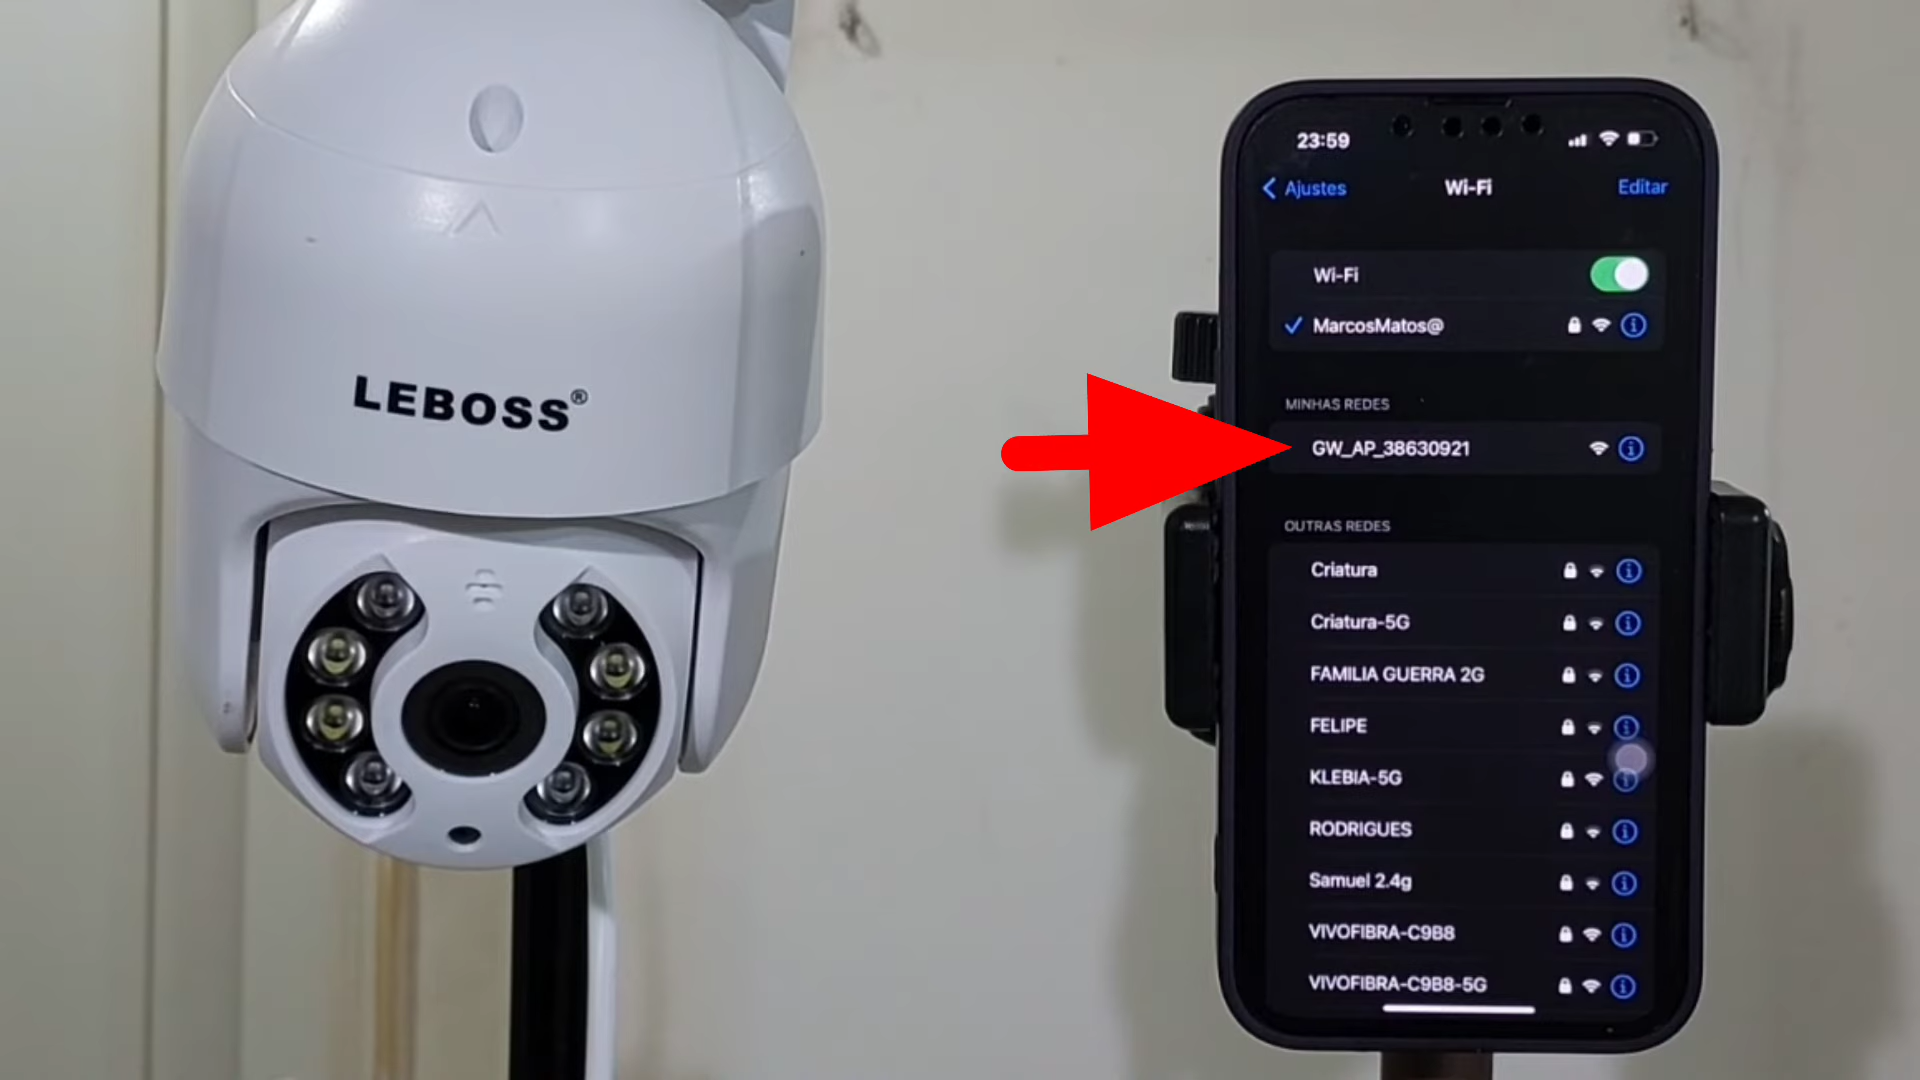 LEBOSS®
23:59
Ajustes Wi-Fi Editar
Wi-Fi
MarcosMatos@
MINHAS REDES
GW_AP_38630921
OUTRAS REDES
Criatura
Criatura-5G
FAMILIA GUERRA 2G
FELIPE
KLEBIA-5G
RODRIGUES
Samuel 2.4g
VIVOFIBRA-C9B8
VIVOFIBRA-C9B8-5G